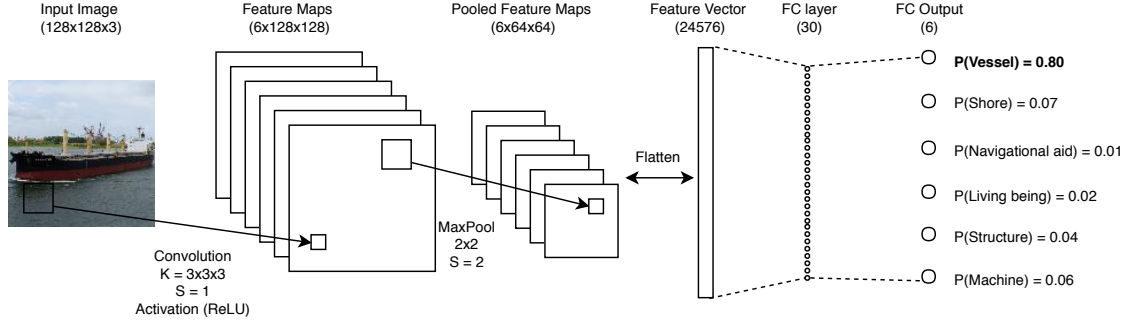 Input Image
(128x128x3)
Feature Maps
(6x128x128)
Pooled Feature Maps
(6x64x64)
Feature Vector
(24576)
FC layer
(30)
FC Output
(6)
Convolution
K = 3x3x3
S = 1
Activation (ReLU)
MaxPool
2x2
S = 2
Flatten
P(Vessel) = 0.80
P(Shore) = 0.07
P(Navigational aid) = 0.01
P(Living being) = 0.02
P(Structure) = 0.04
P(Machine) = 0.06